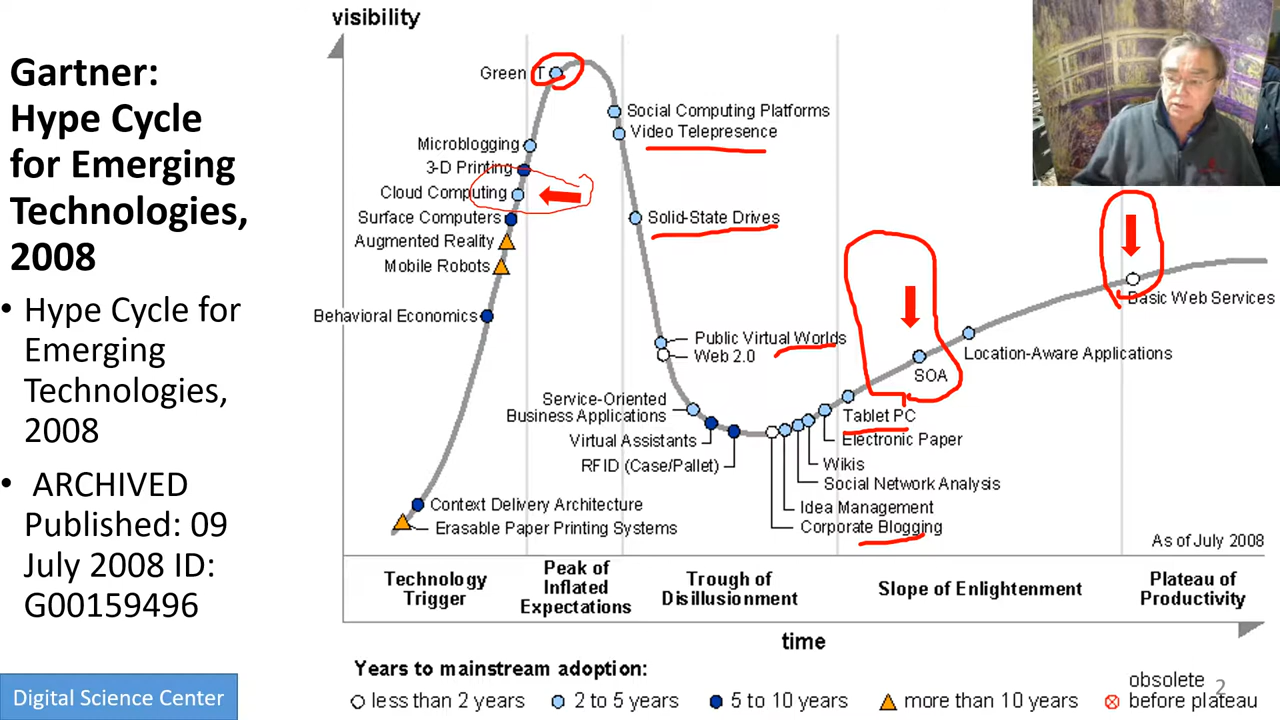 Gartner:
Hype Cycle
for Emerging
Technologies,
2008
• Hype Cycle for
Emerging
Technologies,
2008
• ARCHIVED
Published: 09
July 2008 ID:
G00159496
Digital Science Center
visibility
Green IT
Social Computing Platforms
Video Telepresence
Microblogging
3-D Printing
Cloud Computing
Surface Computers
Solid-State Drives
Augmented Reality
Mobile Robots
Behavioral Economics
Basic Web Services
Public Virtual Worlds
Web 2.0
Location-Aware Applications
SOA
Service-Oriented
Business Applications
Tablet PC
Virtual Assistants
Electronic Paper
RFID (Case/Pallet)
Wikis
Social Network Analysis
Context Delivery Architecture
Idea Management
Erasable Paper Printing Systems
Corporate Blogging
As of July 2008
Technology
Trigger
Peak of
Inflated
Expectations
Trough of
Disillusionment
Slope of Enlightenment
Plateau of
Productivity
time
Years to mainstream adoption:
less than 2 years
2 to 5 years
5 to 10 years
more than 10 years
obsolete
before plateau
2